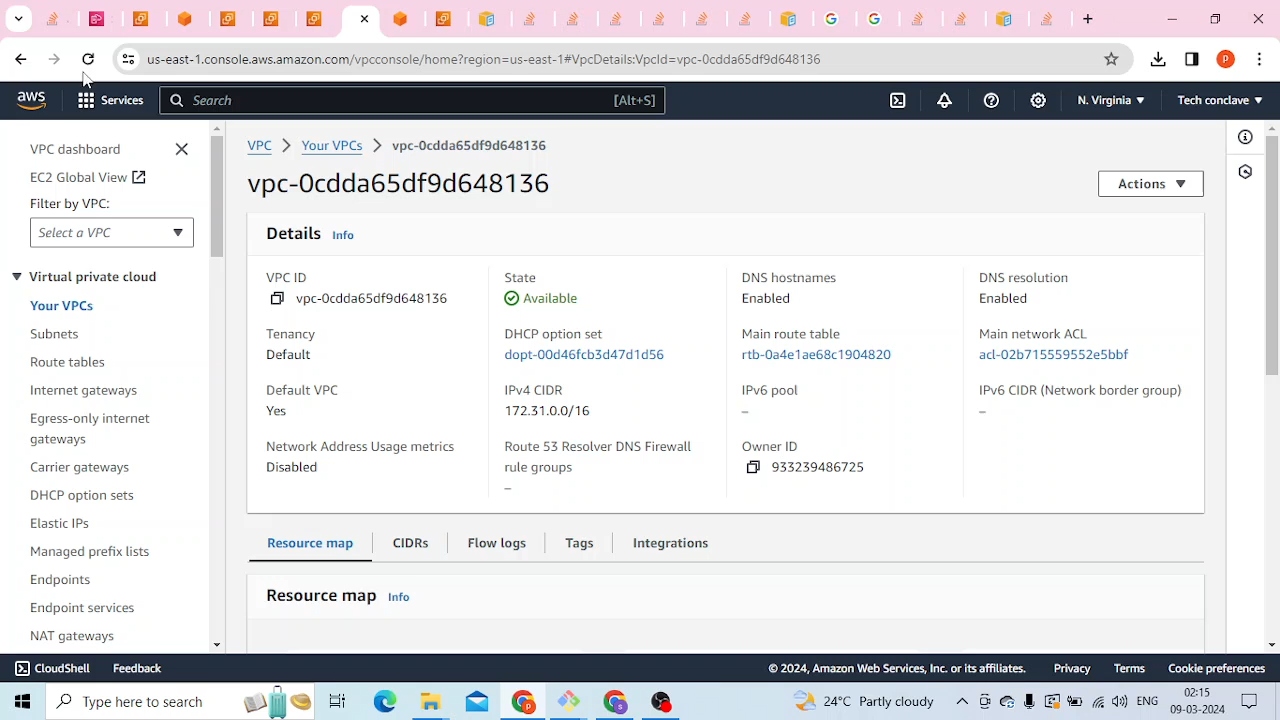 us-east-1.console.aws.amazon.com/vpcconsole/home?region=us-east-1#VpcDetails:VpcId=vpc-0cdda65df9d648136
aws
Services
Search
[Alt+S]
N. Virginia
Tech conclave
VPC dashboard
EC2 Global View
Filter by VPC:
Select a VPC
Virtual private cloud
Your VPCs
Subnets
Route tables
Internet gateways
Egress-only internet
gateways
Carrier gateways
DHCP option sets
Elastic IPs
Managed prefix lists
Endpoints
Endpoint services
NAT gateways
VPC
Your VPCs
vpc-0cdda65df9d648136
vpc-0cdda65df9d648136
Actions
Details
Info
VPC ID
vpc-0cdda65df9d648136
State
Available
DNS hostnames
Enabled
DNS resolution
Enabled
Tenancy
Default
DHCP option set
dopt-00d46fcb3d47d1d56
Main route table
rtb-0a4e1ae68c1904820
Main network ACL
acl-02b715559552e5bbf
Default VPC
Yes
IPv4 CIDR
172.31.0.0/16
IPv6 pool
–
IPv6 CIDR (Network border group)
–
Network Address Usage metrics
Disabled
Route 53 Resolver DNS Firewall
rule groups
–
Owner ID
933239486725
Resource map
CIDRs
Flow logs
Tags
Integrations
Resource map
Info
CloudShell
Feedback
© 2024, Amazon Web Services, Inc. or its affiliates.
Privacy
Terms
Cookie preferences
Type here to search
24°C Partly cloudy
ENG
02:15
09-03-2024